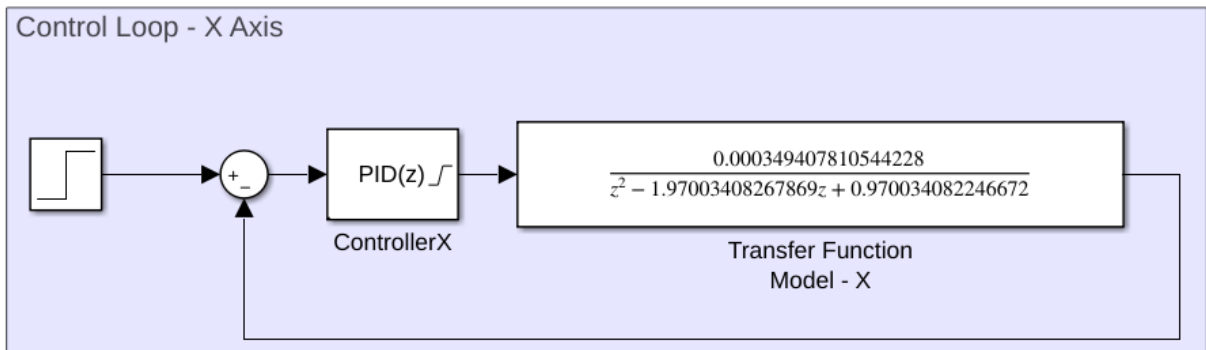 Control Loop - X Axis
+
−
PID(z)
0.000349407810544228
z² − 1.97003408267869z + 0.970034082246672
ControllerX
Transfer Function
Model - X